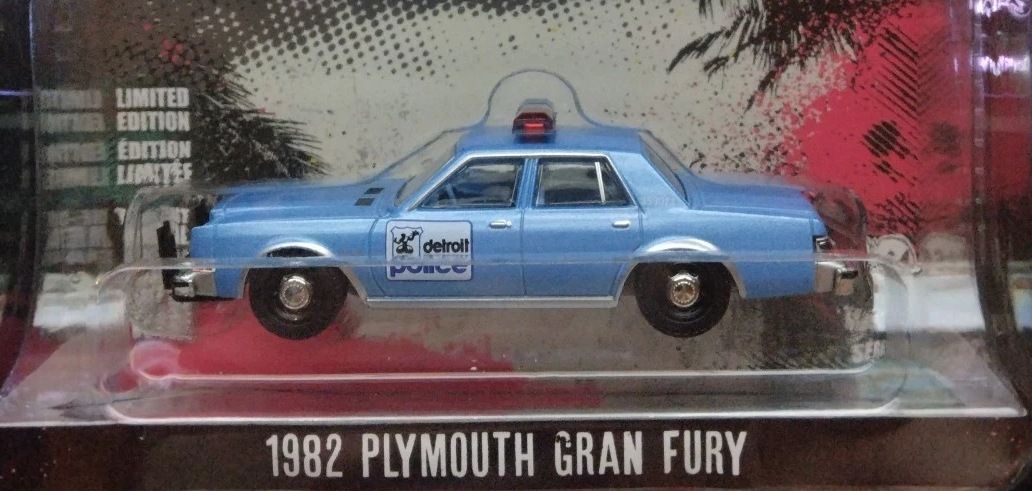 LIMITED
EDITION
ÉDITION
LIMITÉE
detroit
police
1982 PLYMOUTH GRAN FURY